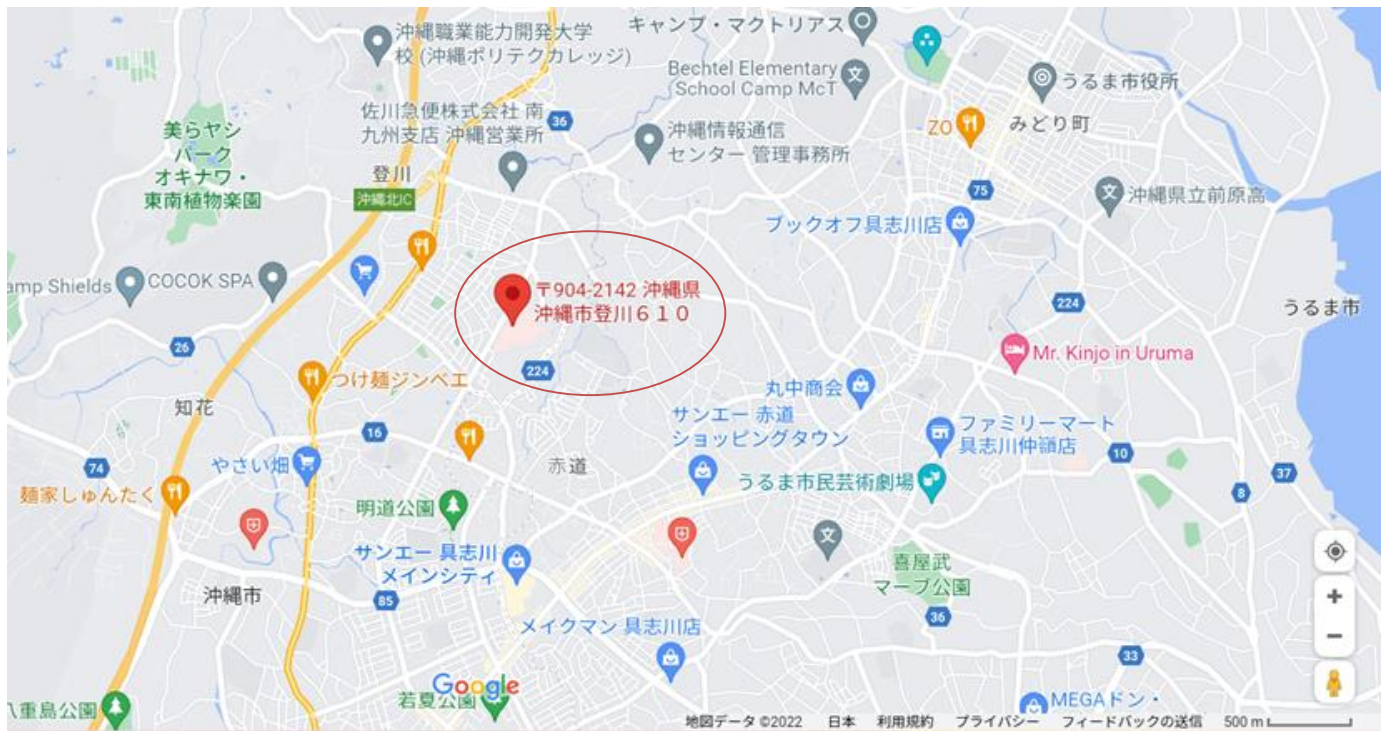 沖縄職業能力開発大学
校 (沖縄ポリテクカレッジ)
キャンプ・マクトリアス
Bechtel Elementary
School Camp McT
うるま市役所
佐川急便株式会社 南
九州支店 沖縄営業所
36
沖縄情報通信
センター 管理事務所
ZO
みどり町
美らヤシ
パーク
オキナワ・
東南植物楽園
登川
沖縄北IC
75
沖縄県立前原高
ブックオフ具志川店
amp Shields
COCOK SPA
〒904-2142 沖縄県
沖縄市登川610
224
うるま市
26
224
Mr. Kinjo in Uruma
つけ麺ジンベエ
丸中商会
知花
サンエー 赤道
ショッピングタウン
ファミリーマート
具志川仲嶺店
16
10
74
やさい畑
赤道
37
麺家しゅんたく
うるま市民芸術劇場
8
明道公園
サンエー 具志川
メインシティ
喜屋武
マーブ公園
沖縄市
85
36
メイクマン 具志川店
33
Google
若夏公園
八重島公園
MEGAドン・
地図データ ©2022
日本
利用規約
プライバシー
フィードバックの送信
500 m